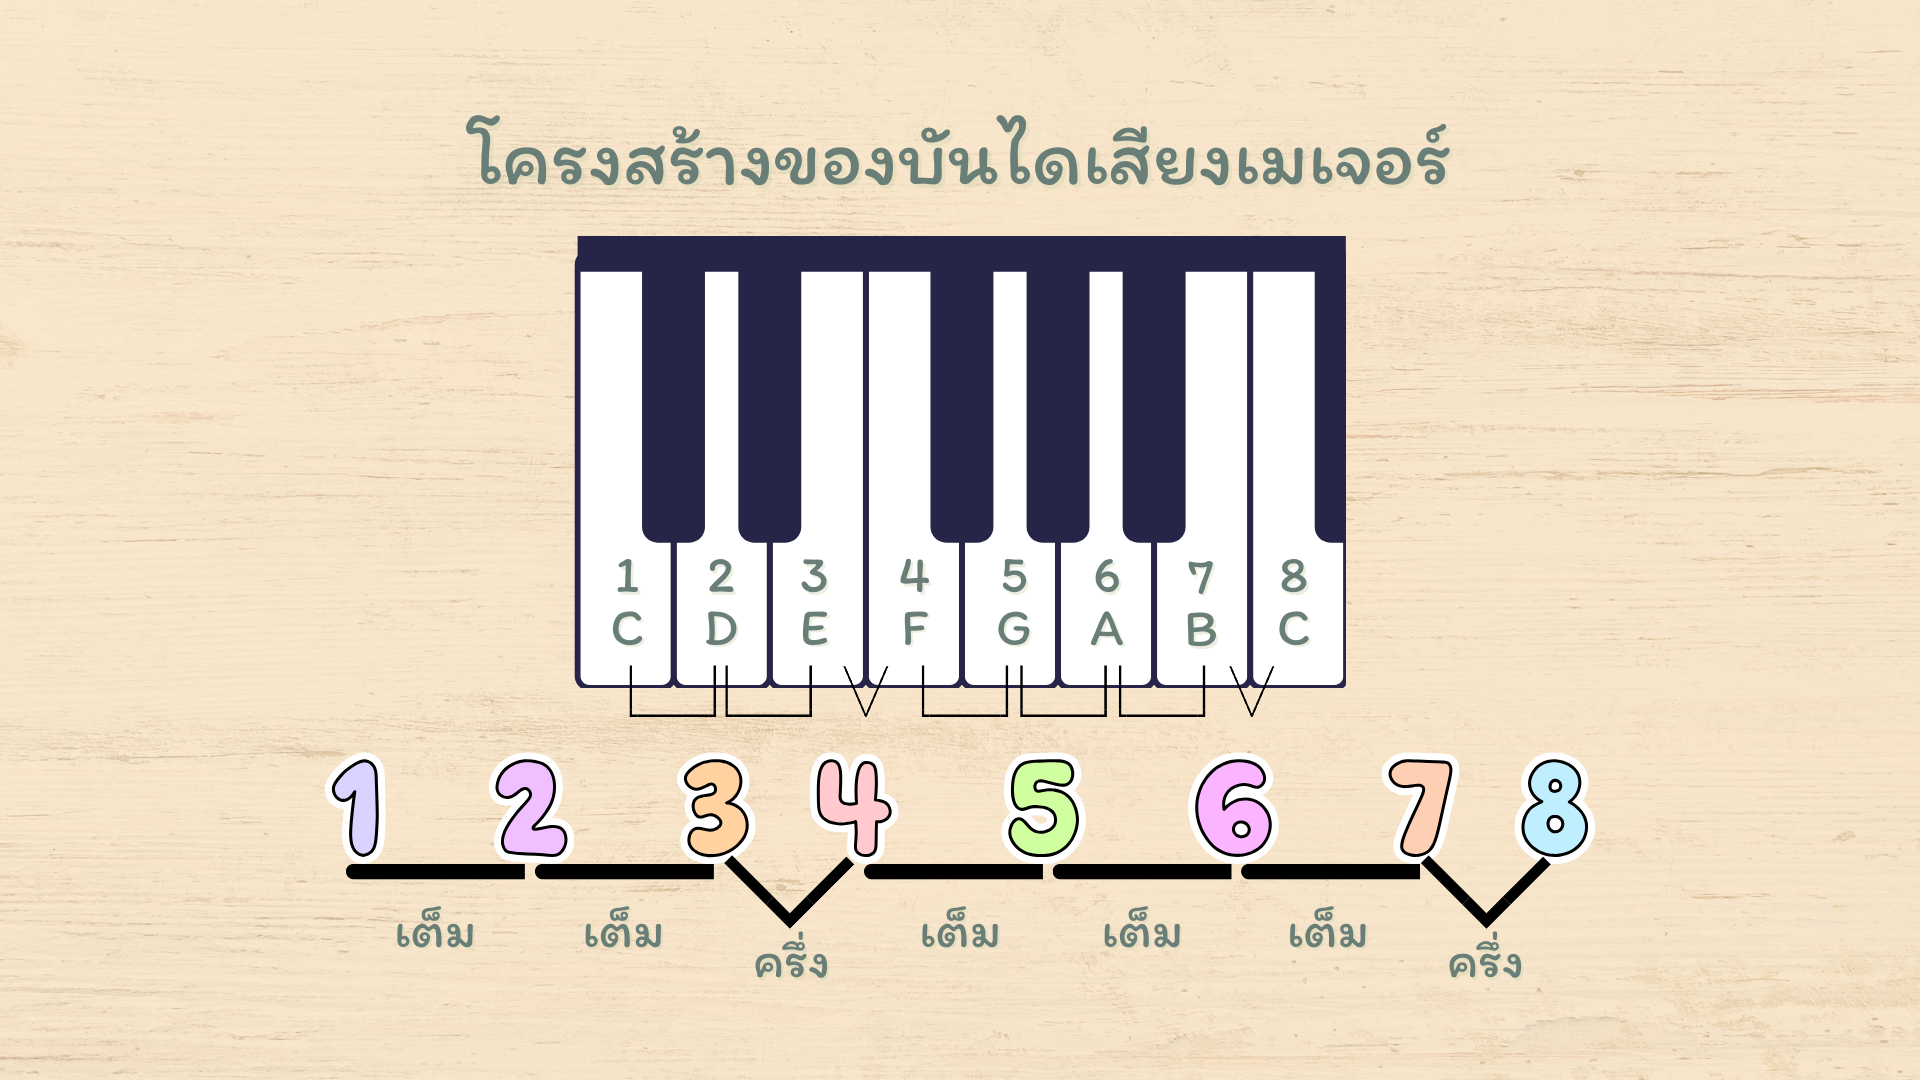 โครงสร้างของบันไดเสียงเมเจอร์
1 2 3 4 5 6 7 8
C D E F G A B C
1 2 3 4 5 6 7 8
เต็ม เต็ม ครึ่ง เต็ม เต็ม เต็ม ครึ่ง